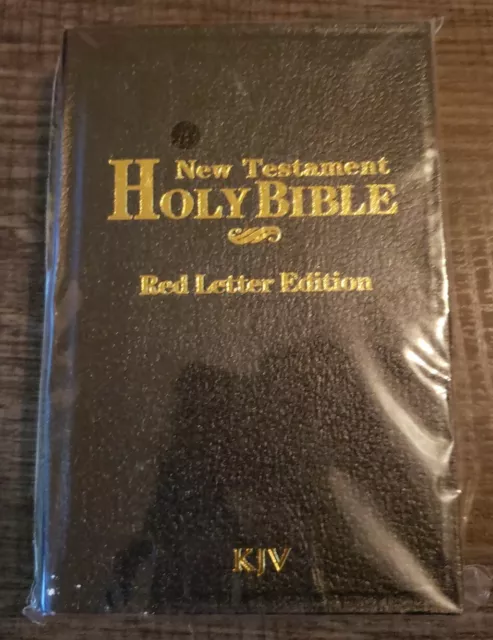 New Testament
HOLY BIBLE
Red Letter Edition
KJV